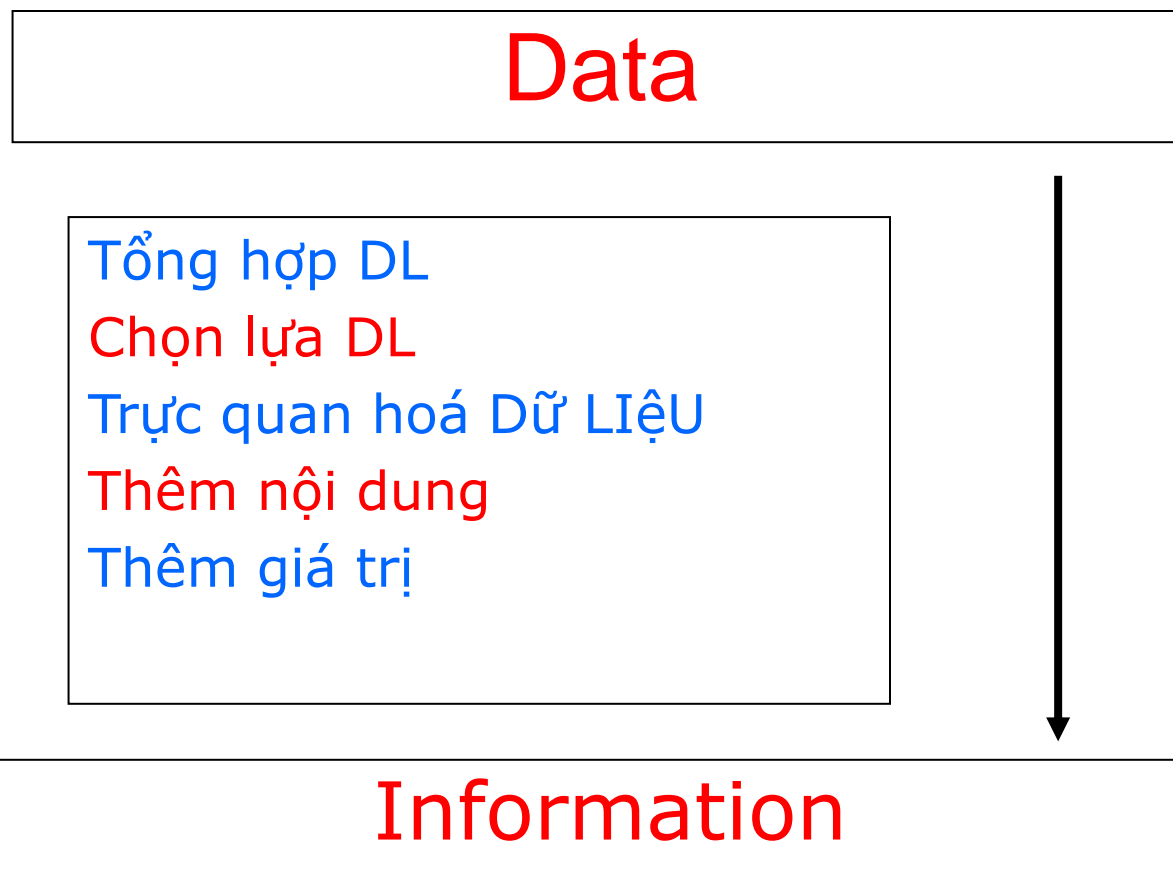 Data
Tổng hợp DL
Chọn lựa DL
Trực quan hoá Dữ LIệU
Thêm nội dung
Thêm giá trị
Information